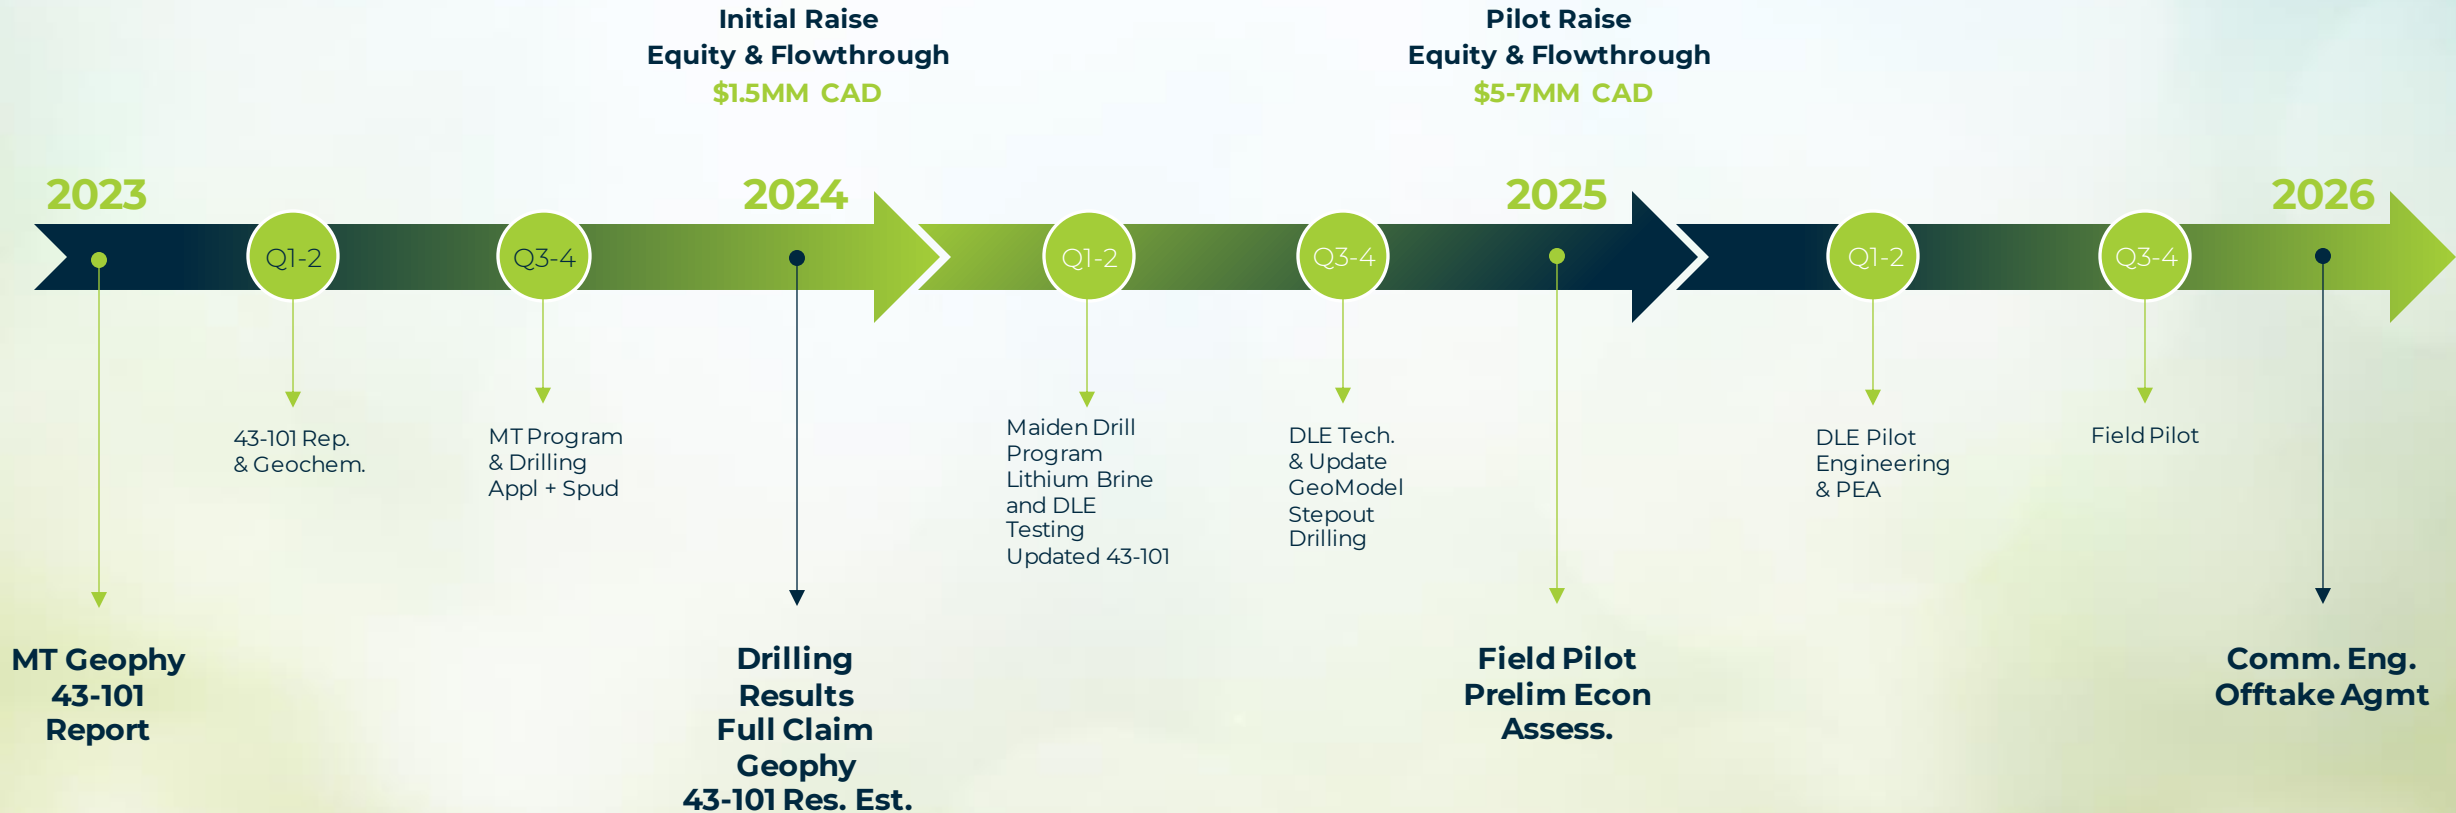 Initial Raise
Equity & Flowthrough
$1.5MM CAD
Pilot Raise
Equity & Flowthrough
$5-7MM CAD
2023
2024
2025
2026
Q1-2
Q3-4
Q1-2
Q3-4
Q1-2
Q3-4
43-101 Rep.
& Geochem.
MT Program
& Drilling
Appl + Spud
Maiden Drill
Program
Lithium Brine
and DLE
Testing
Updated 43-101
DLE Tech.
& Update
GeoModel
Stepout
Drilling
DLE Pilot
Engineering
& PEA
Field Pilot
MT Geophy
43-101
Report
Drilling
Results
Full Claim
Geophy
43-101 Res. Est.
Field Pilot
Prelim Econ
Assess.
Comm. Eng.
Offtake Agmt